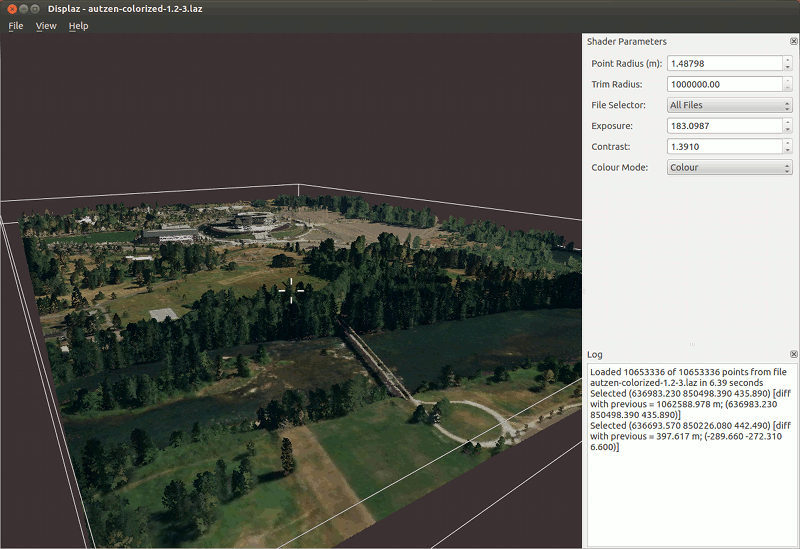 Displaz - autzen-colorized-1.2-3.laz
File View Help
Shader Parameters
Point Radius (m): 1.48798
Trim Radius: 1000000.00
File Selector: All Files
Exposure: 183.0987
Contrast: 1.3910
Colour Mode: Colour
Log
Loaded 10653336 of 10653336 points from file
autzen-colorized-1.2-3.laz in 6.39 seconds
Selected (636983.230 850498.390 435.890) [diff
with previous = 1062588.978 m; (636983.230
850498.390 435.890)]
Selected (636693.570 850226.080 442.490) [diff
with previous = 397.617 m; (-289.660 -272.310
6.600)]